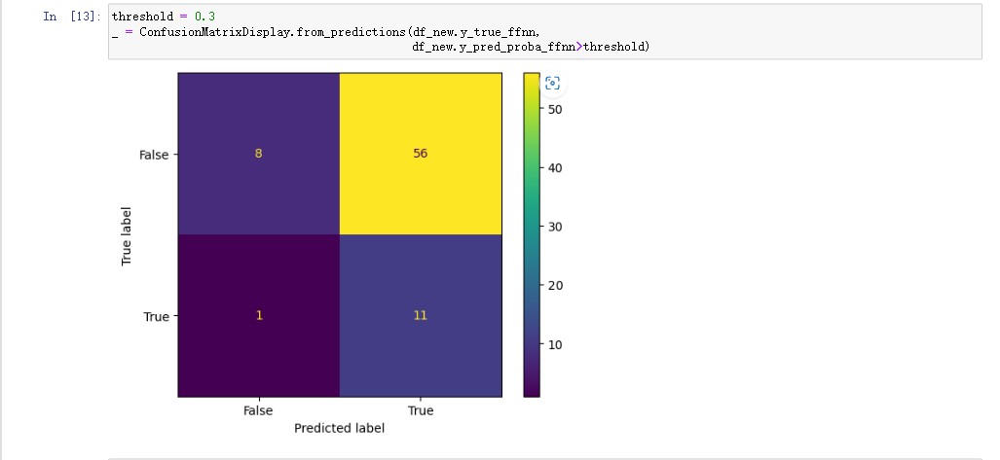 In [13]: threshold = 0.3
_ = ConfusionMatrixDisplay.from_predictions(df_new.y_true_ffnn,
df_new.y_pred_proba_ffnn>threshold)
50
False 8 56
40
True label
30
20
True 1 11
10
False True
Predicted label